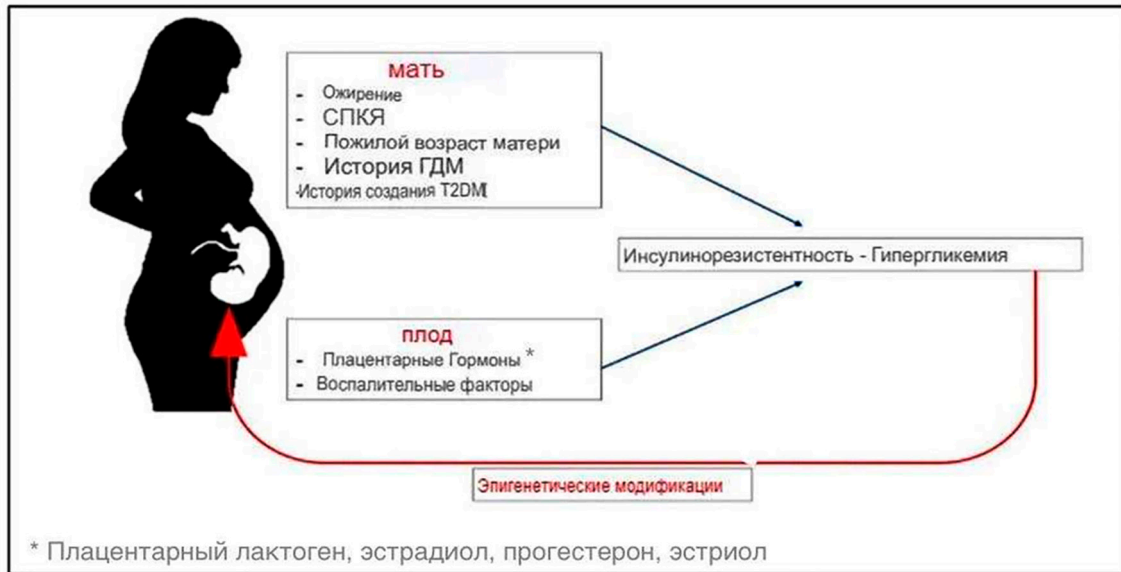 мать
- Ожирение
- СПКЯ
- Пожилой возраст матери
- История ГДМ
-История создания T2DM
Инсулинорезистентность - Гипергликемия
плод
- Плацентарные Гормоны *
- Воспалительные факторы
Эпигенетические модификации
* Плацентарный лактоген, эстрадиол, прогестерон, эстриол